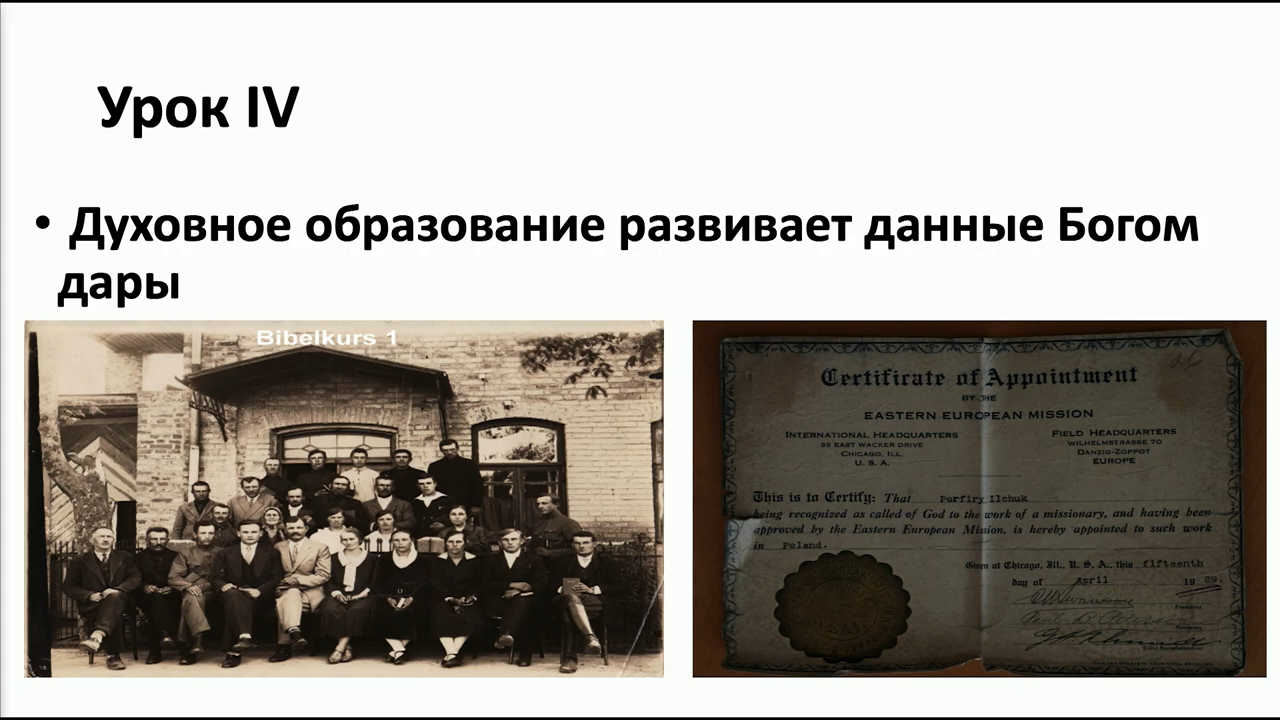 Урок IV
• Духовное образование развивает данные Богом
дары
Bibelkurs 1
Certificate of Appointment
BY THE
EASTERN EUROPEAN MISSION
INTERNATIONAL HEADQUARTERS
35 EAST WACKER DRIVE
CHICAGO, ILL.
U. S. A.
FIELD HEADQUARTERS
WILHELMSTRASSE 70
DANZIG-ZOPPOT
EUROPE
This is to Certify: That Porfiry Ilchuk
being recognized as called of God to the work of a missionary, and having been
approved by the Eastern European Mission, is hereby appointed to such work
in Poland.
Given at Chicago, Ill., U. S. A., this fifteenth
day of April 19 29.
President
Secretary